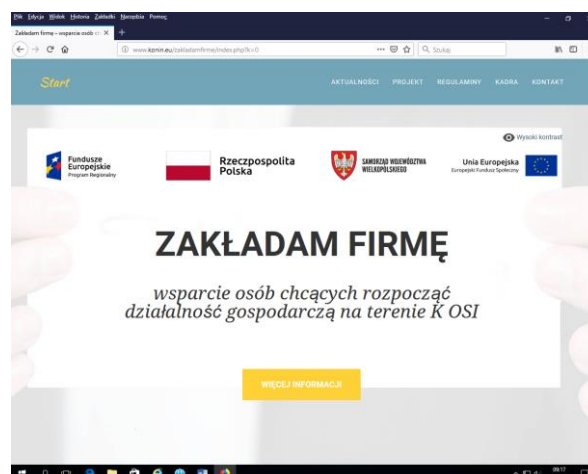 Plik Edycja Widok Historia Zakładki Narzędzia Pomoc
Zakładam firmę – wsparcie osób
www.konin.eu/zakladamfirme/index.php?k=0
Szukaj
Start
AKTUALNOŚCI PROJEKT REGULAMINY KADRA KONTAKT
Wysoki kontrast
Fundusze
Europejskie
Program Regionalny
Rzeczpospolita
Polska
SAMORZĄD WOJEWÓDZTWA
WIELKOPOLSKIEGO
Unia Europejska
Europejski Fundusz Społeczny
ZAKŁADAM FIRMĘ
wsparcie osób chcących rozpocząć
działalność gospodarczą na terenie K OSI
WIĘCEJ INFORMACJI
09:17